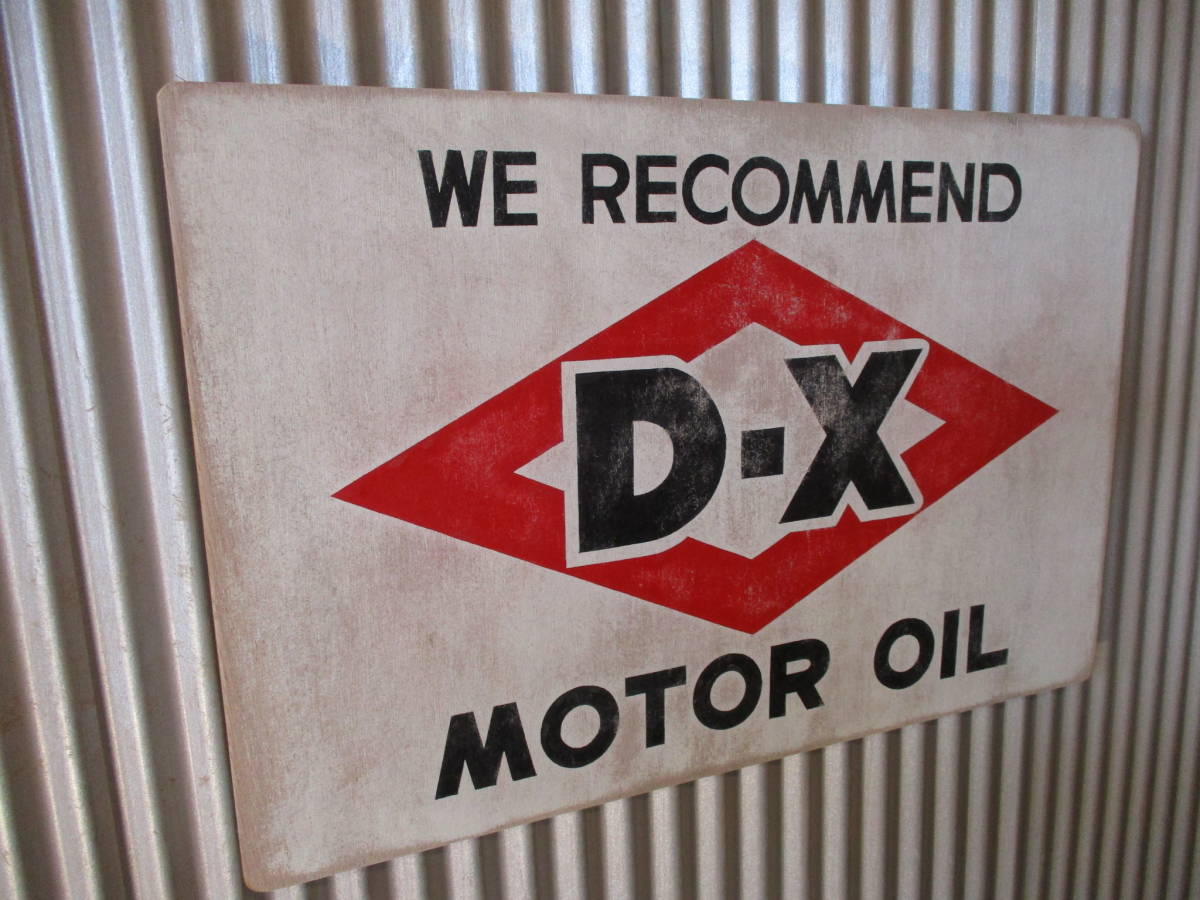 WE RECOMMEND
D-X
MOTOR OIL